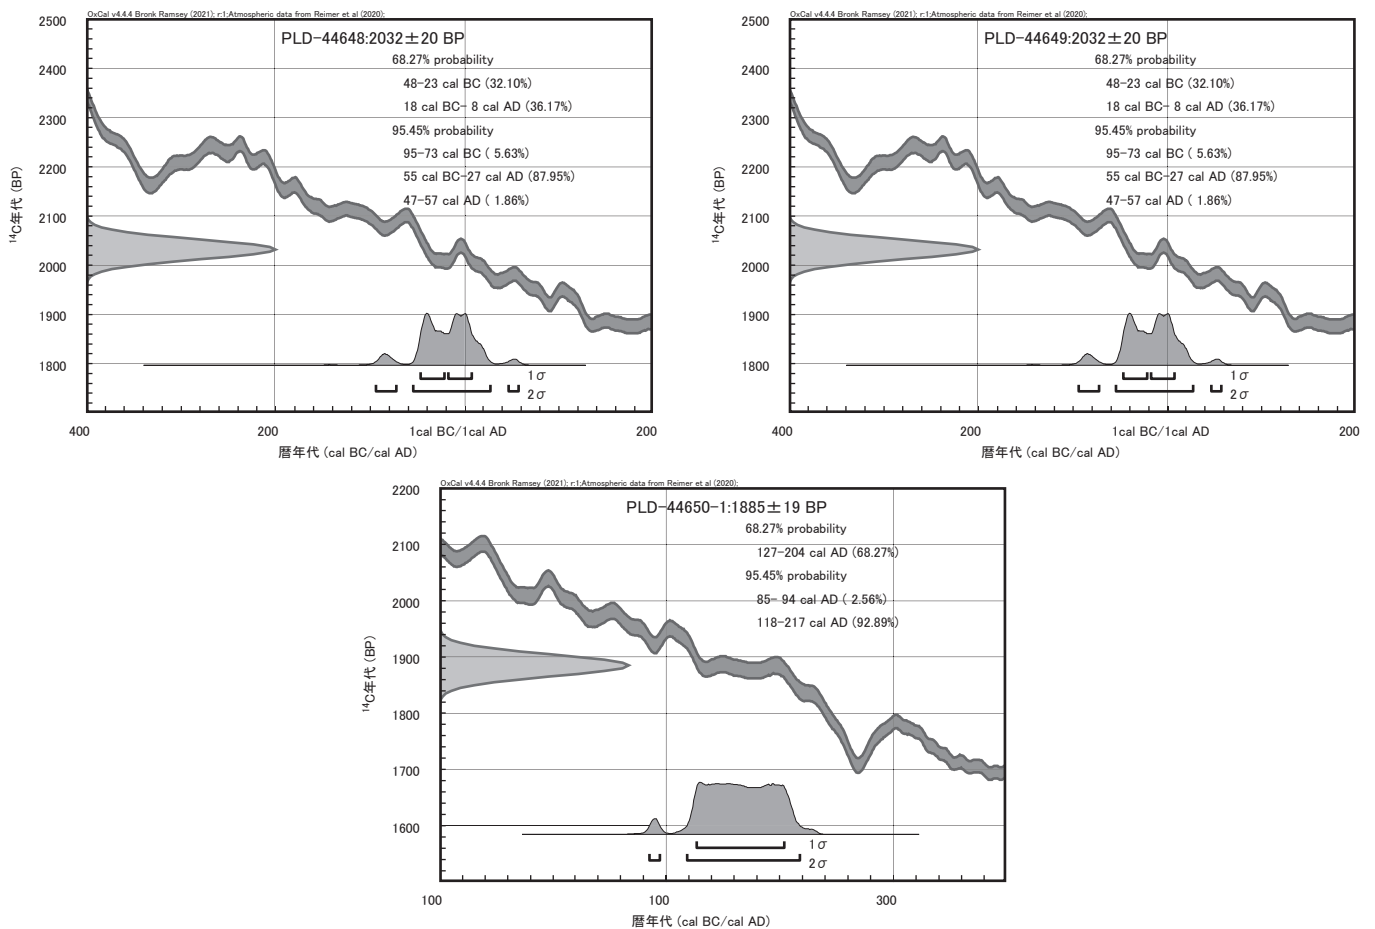 OxCal v4.4.4 Bronk Ramsey (2021); r:1;Atmospheric data from Reimer et al (2020);
PLD-44648:2032±20 BP
68.27% probability
48-23 cal BC (32.10%)
18 cal BC- 8 cal AD (36.17%)
95.45% probability
95-73 cal BC ( 5.63%)
55 cal BC-27 cal AD (87.95%)
47-57 cal AD ( 1.86%)
2500
2400
2300
2200
2100
2000
1900
1800
14C年代 (BP)
1σ
2σ
400
200
1cal BC/1cal AD
200
暦年代 (cal BC/cal AD)
OxCal v4.4.4 Bronk Ramsey (2021); r:1;Atmospheric data from Reimer et al (2020);
PLD-44649:2032±20 BP
68.27% probability
48-23 cal BC (32.10%)
18 cal BC- 8 cal AD (36.17%)
95.45% probability
95-73 cal BC ( 5.63%)
55 cal BC-27 cal AD (87.95%)
47-57 cal AD ( 1.86%)
2500
2400
2300
2200
2100
2000
1900
1800
14C年代 (BP)
1σ
2σ
400
200
1cal BC/1cal AD
200
暦年代 (cal BC/cal AD)
OxCal v4.4.4 Bronk Ramsey (2021); r:1;Atmospheric data from Reimer et al (2020);
PLD-44650-1:1885±19 BP
68.27% probability
127-204 cal AD (68.27%)
95.45% probability
85- 94 cal AD ( 2.56%)
118-217 cal AD (92.89%)
2200
2100
2000
1900
1800
1700
1600
14C年代 (BP)
1σ
2σ
100
100
300
暦年代 (cal BC/cal AD)